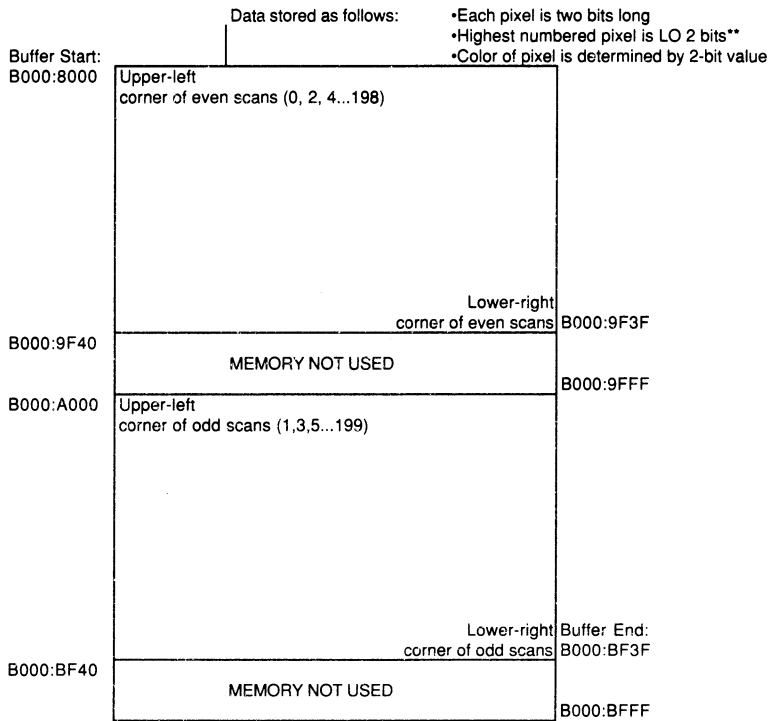 Data stored as follows: •Each pixel is two bits long
•Highest numbered pixel is LO 2 bits**
•Color of pixel is determined by 2-bit value
Buffer Start:
B000:8000 Upper-left
corner of even scans (0, 2, 4...198)
Lower-right
corner of even scans B000:9F3F
B000:9F40
MEMORY NOT USED
B000:9FFF
B000:A000 Upper-left
corner of odd scans (1,3,5...199)
Lower-right Buffer End:
corner of odd scans B000:BF3F
B000:BF40
MEMORY NOT USED
B000:BFFF